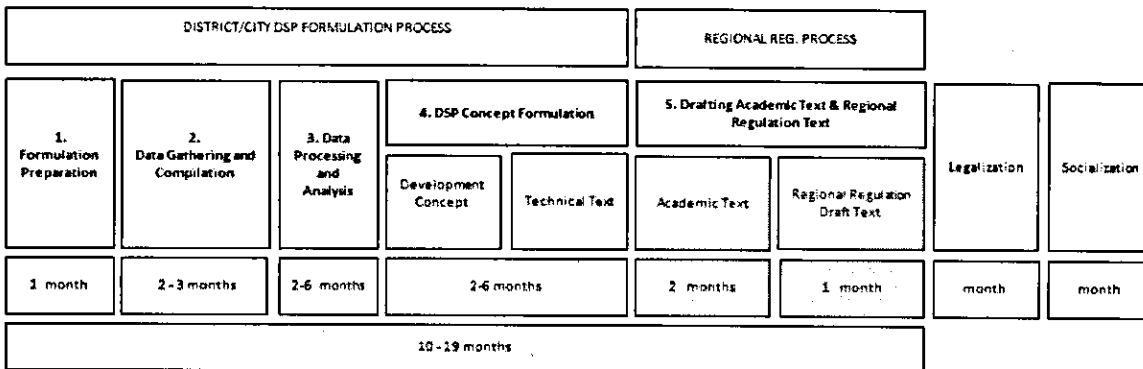 DISTRICT/CITY DSP FORMULATION PROCESS
REGIONAL REG. PROCESS
1.
Formulation
Preparation
2.
Data Gathering and
Compilation
3. Data
Processing
and
Analysis
4. DSP Concept Formulation
Development
Concept
Technical Text
5. Drafting Academic Text & Regional
Regulation Text
Academic Text
Regional Regulation
Draft Text
Legalization
Socialization
1 month
2 - 3 months
2-6 months
2-6 months
2 months
1 month
month
month
10 - 19 months